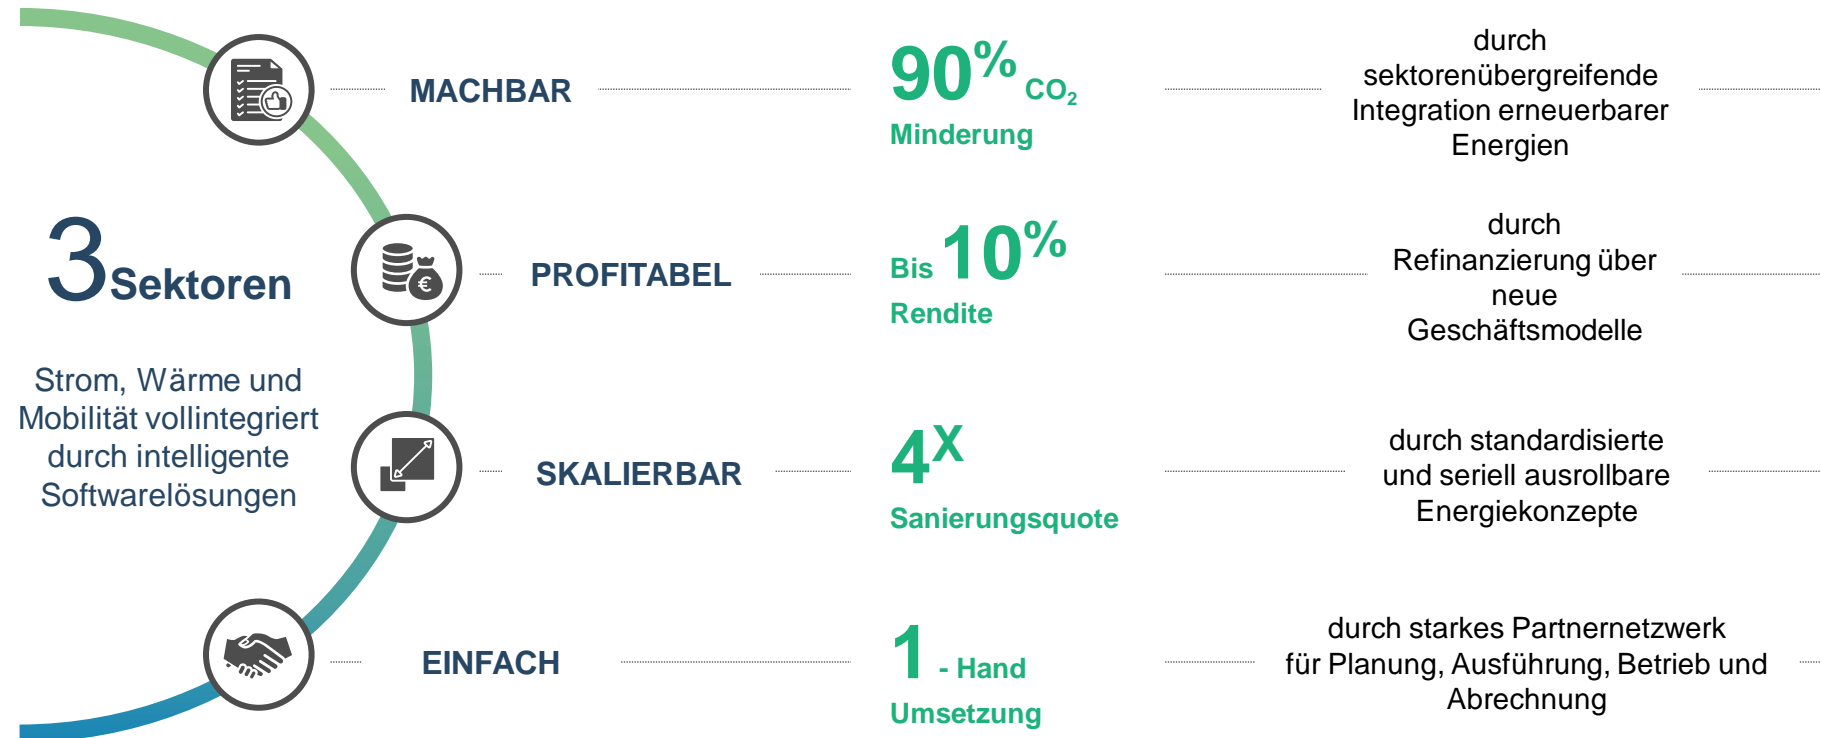 3 Sektoren
Strom, Wärme und
Mobilität vollintegriert
durch intelligente
Softwarelösungen
MACHBAR
90% CO₂
Minderung
durch
sektorenübergreifende
Integration erneuerbarer
Energien
€
PROFITABEL
Bis 10%
Rendite
durch
Refinanzierung über
neue
Geschäftsmodelle
SKALIERBAR
4X
Sanierungsquote
durch standardisierte
und seriell ausrollbare
Energiekonzepte
EINFACH
1 - Hand
Umsetzung
durch starkes Partnernetzwerk
für Planung, Ausführung, Betrieb und
Abrechnung